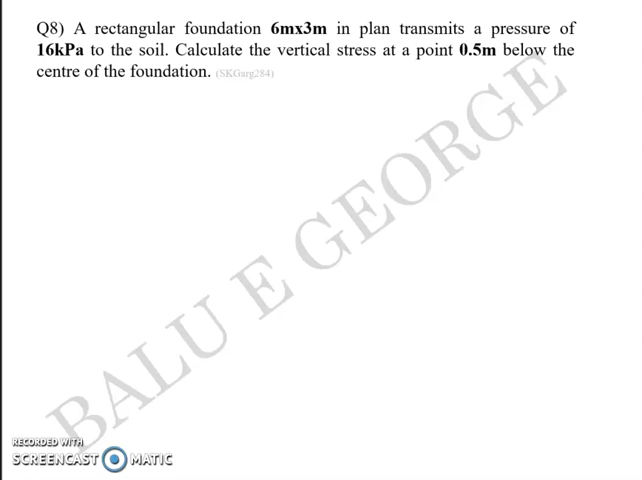 Q8) A rectangular foundation 6mx3m in plan transmits a pressure of
16kPa to the soil. Calculate the vertical stress at a point 0.5m below the
centre of the foundation. (SKGarg284)
BALU E GEORGE
RECORDED WITH
SCREENCAST MATIC